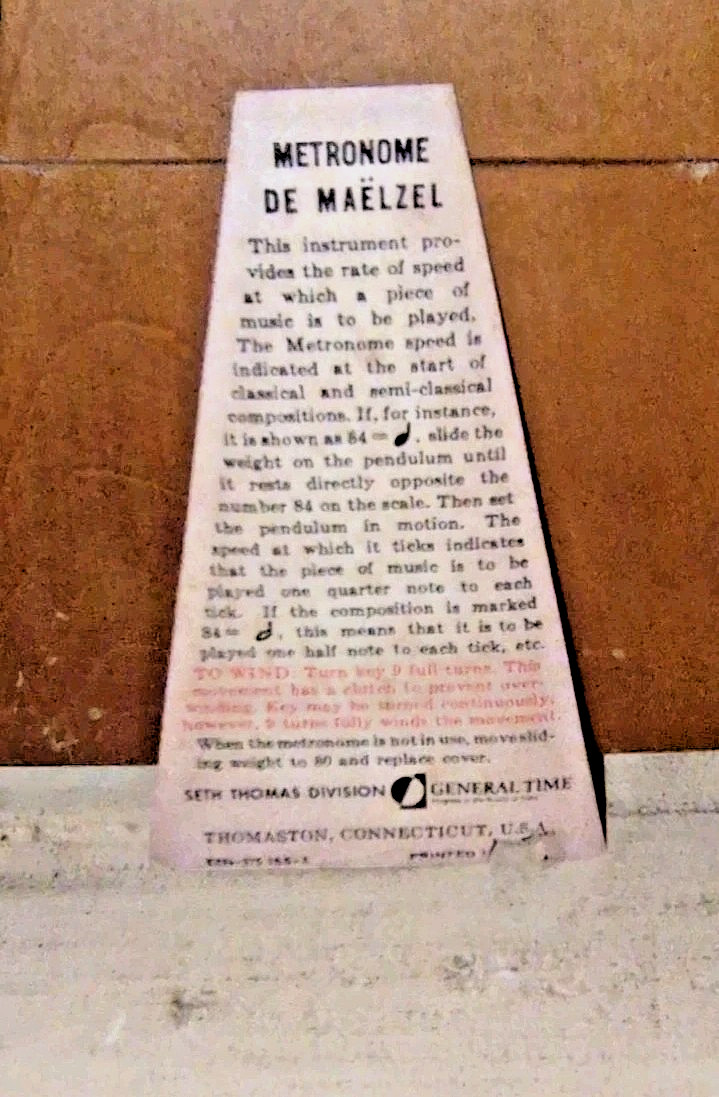 METRONOME
DE MAËLZEL
This instrument pro-
vides the rate of speed
at which a piece of
music is to be played.
The Metronome speed is
indicated at the start of
classical and semi-classical
compositions. If, for instance,
it is shown as 84 = 𝅘𝅥 , slide the
weight on the pendulum until
it rests directly opposite the
number 84 on the scale. Then set
the pendulum in motion. The
speed at which it ticks indicates
that the piece of music is to be
played one quarter note to each
tick. If the composition is marked
84 = 𝅗𝅥 , this means that it is to be
played one half note to each tick, etc.
TO WIND: Turn key 9 full turns. This
movement has a clutch to prevent over-
winding. Key may be turned continuously,
however, 9 turns fully winds the movement.
When the metronome is not in use, move slid-
ing weight to 80 and replace cover.
SETH THOMAS DIVISION GENERAL TIME
THOMASTON, CONNECTICUT, U.S.A.
PRINTED